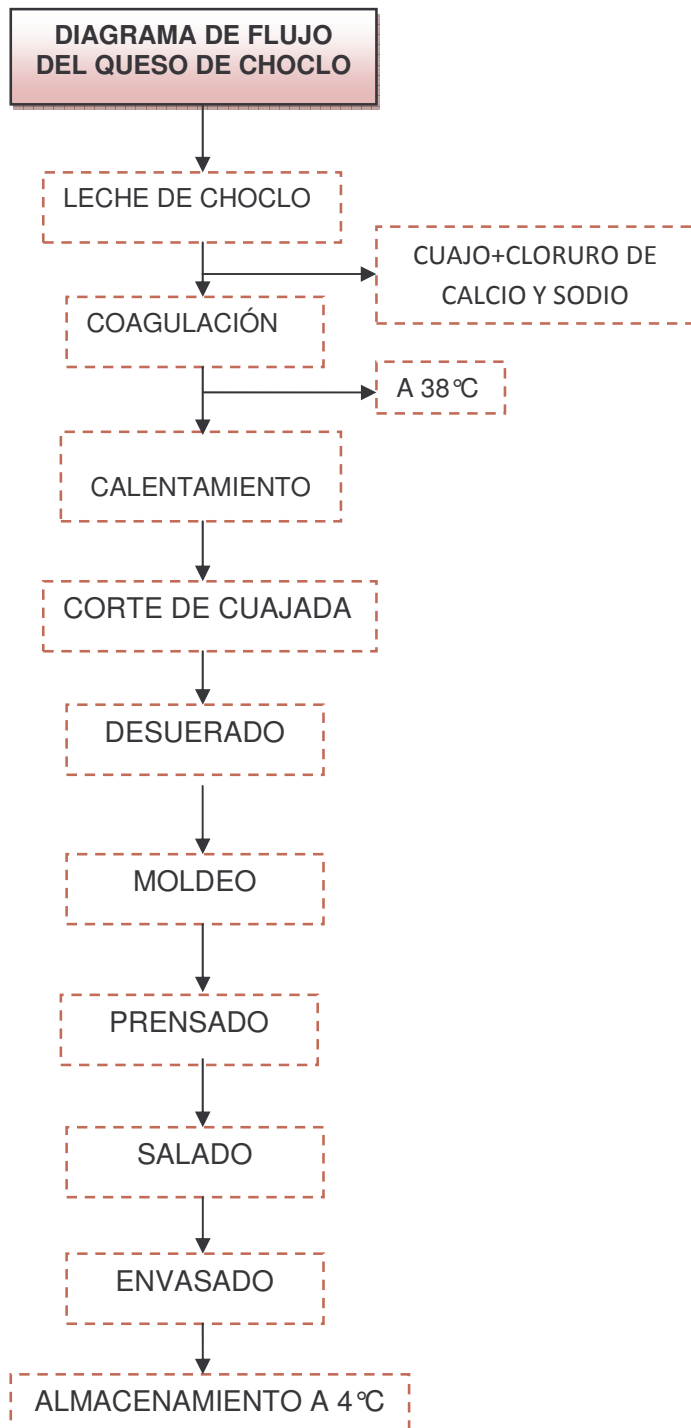 DIAGRAMA DE FLUJO
DEL QUESO DE CHOCLO
LECHE DE CHOCLO
CUAJO+CLORURO DE
CALCIO Y SODIO
COAGULACIÓN
A 38°C
CALENTAMIENTO
CORTE DE CUAJADA
DESUERADO
MOLDEO
PRENSADO
SALADO
ENVASADO
ALMACENAMIENTO A 4°C